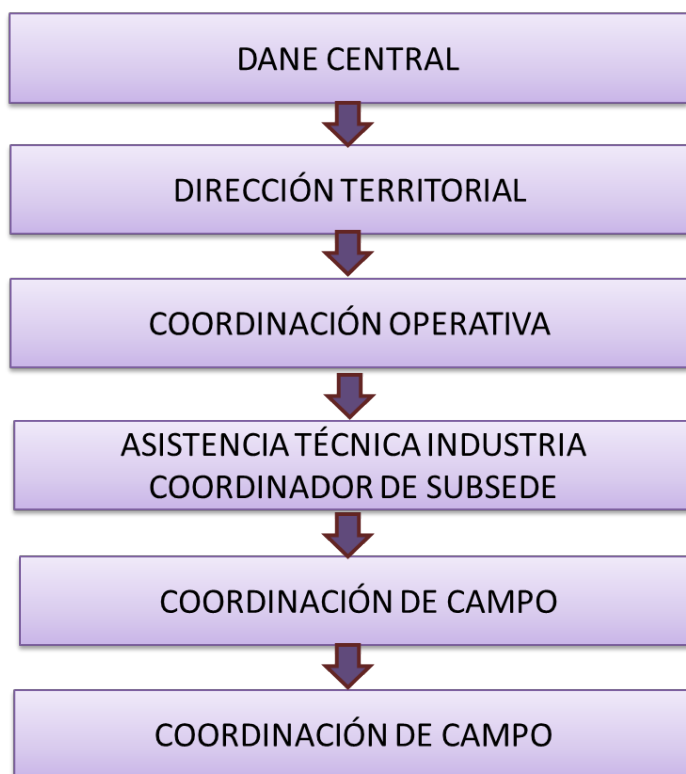 DANE CENTRAL
DIRECCIÓN TERRITORIAL
COORDINACIÓN OPERATIVA
ASISTENCIA TÉCNICA INDUSTRIA
COORDINADOR DE SUBSEDE
COORDINACIÓN DE CAMPO
COORDINACIÓN DE CAMPO